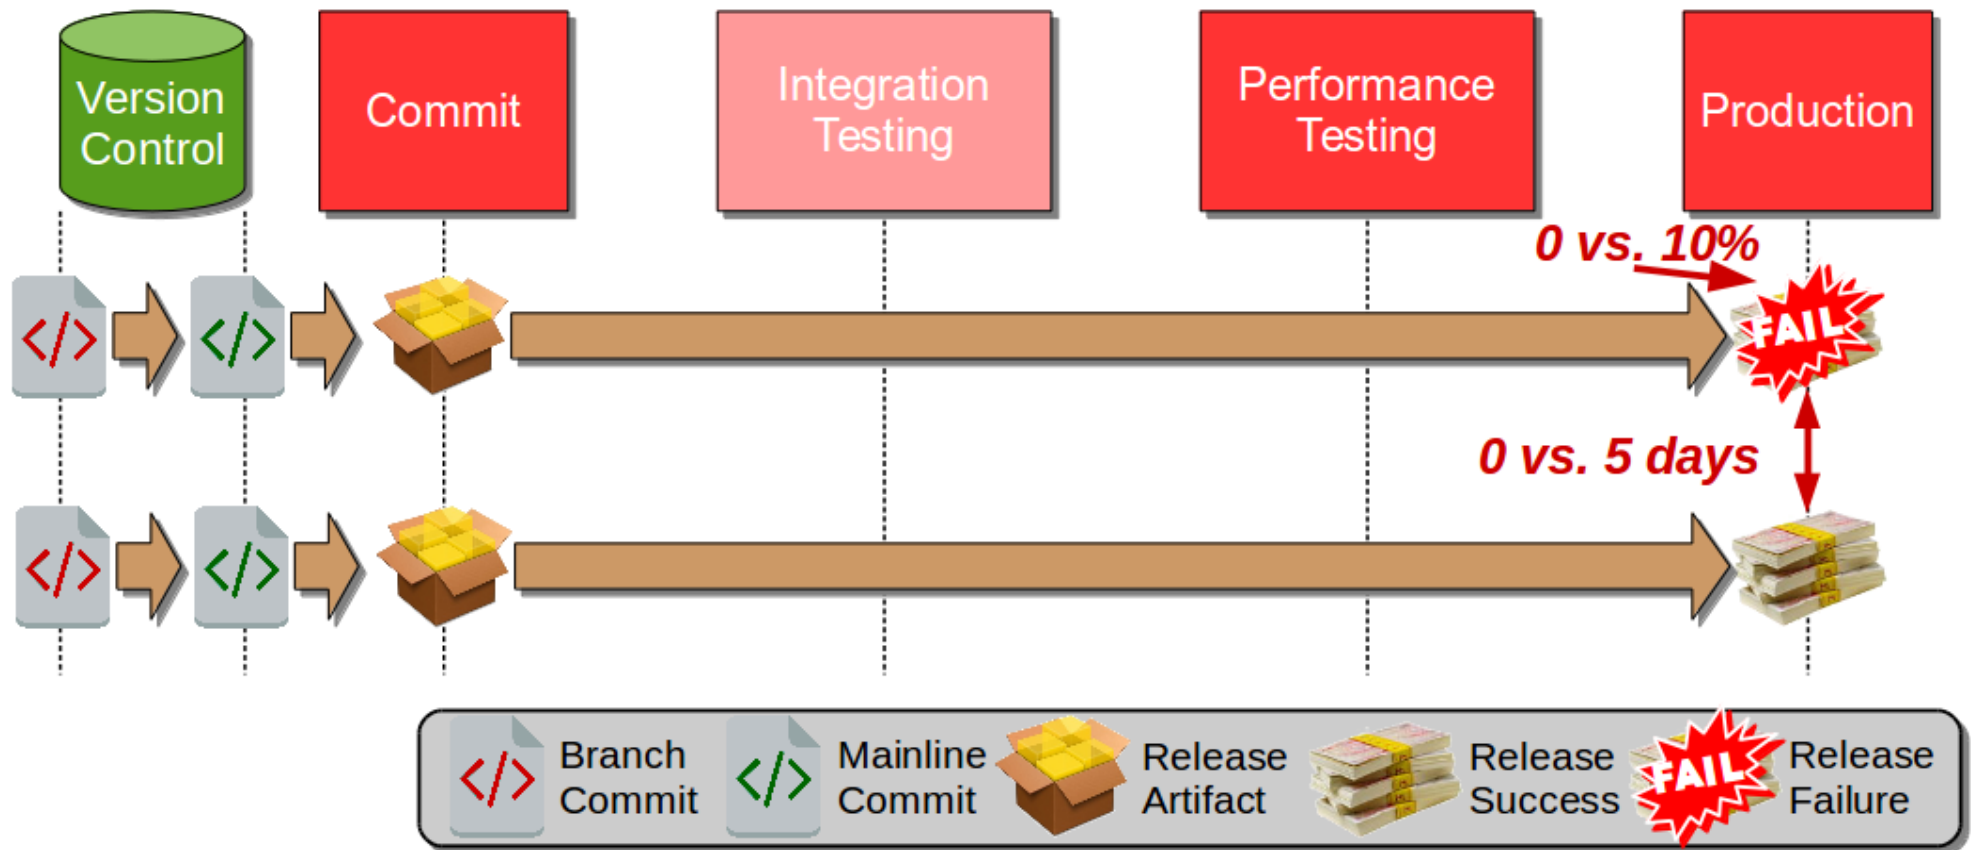 Version
Control
Commit
Integration
Testing
Performance
Testing
Production
0 vs. 10%
FAIL
0 vs. 5 days
Branch
Commit
Mainline
Commit
Release
Artifact
Release
Success
FAIL
Release
Failure